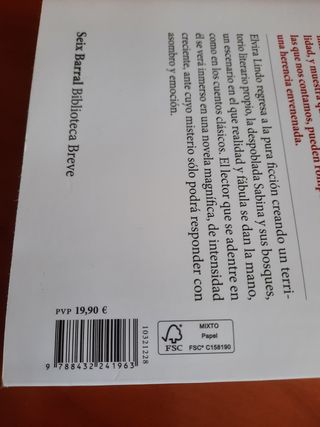 lidad, y a nuestra
las que nos contamos, pueden
una herencia envenenada.
Elvira Lindo regresa a la pura ficción creando un terri-
torio literario propio, la despoblada Sabina y sus bosques,
un escenario en el que realidad y fábula se dan la mano,
como en los cuentos clásicos. El lector que se adentre en
él se verá inmerso en una novela magnífica, de intensidad
creciente, ante cuyo misterio sólo podrá responder con
asombro y emoción.
Seix Barral Biblioteca Breve
PVP 19,90 €
10321228
9 788432 241963
FSC
MIXTO
Papel
FSC® C158190